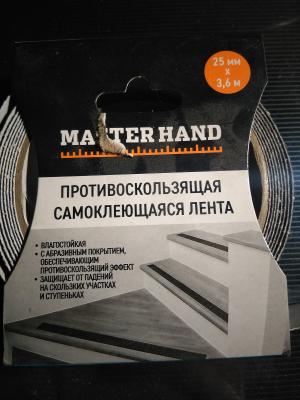 25 мм
х
3,6 м
MASTER HAND
ПРОТИВОСКОЛЬЗЯЩАЯ
САМОКЛЕЮЩАЯСЯ ЛЕНТА
• ВЛАГОСТОЙКАЯ
• С АБРАЗИВНЫМ ПОКРЫТИЕМ,
ОБЕСПЕЧИВАЮЩИМ
ПРОТИВОСКОЛЬЗЯЩИЙ ЭФФЕКТ
• ЗАЩИЩАЕТ ОТ ПАДЕНИЙ
НА СКОЛЬЗКИХ УЧАСТКАХ
И СТУПЕНЬКАХ